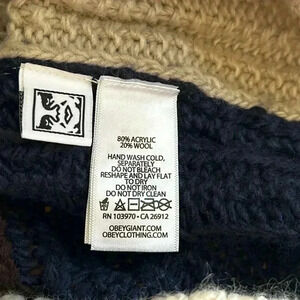 80% ACRYLIC
20% WOOL
HAND WASH COLD,
SEPARATELY
DO NOT BLEACH
RESHAPE AND LAY FLAT
TO DRY
DO NOT IRON
DO NOT DRY CLEAN
RN 103970 • CA 26912
OBEYGIANT.COM
OBEYCLOTHING.COM